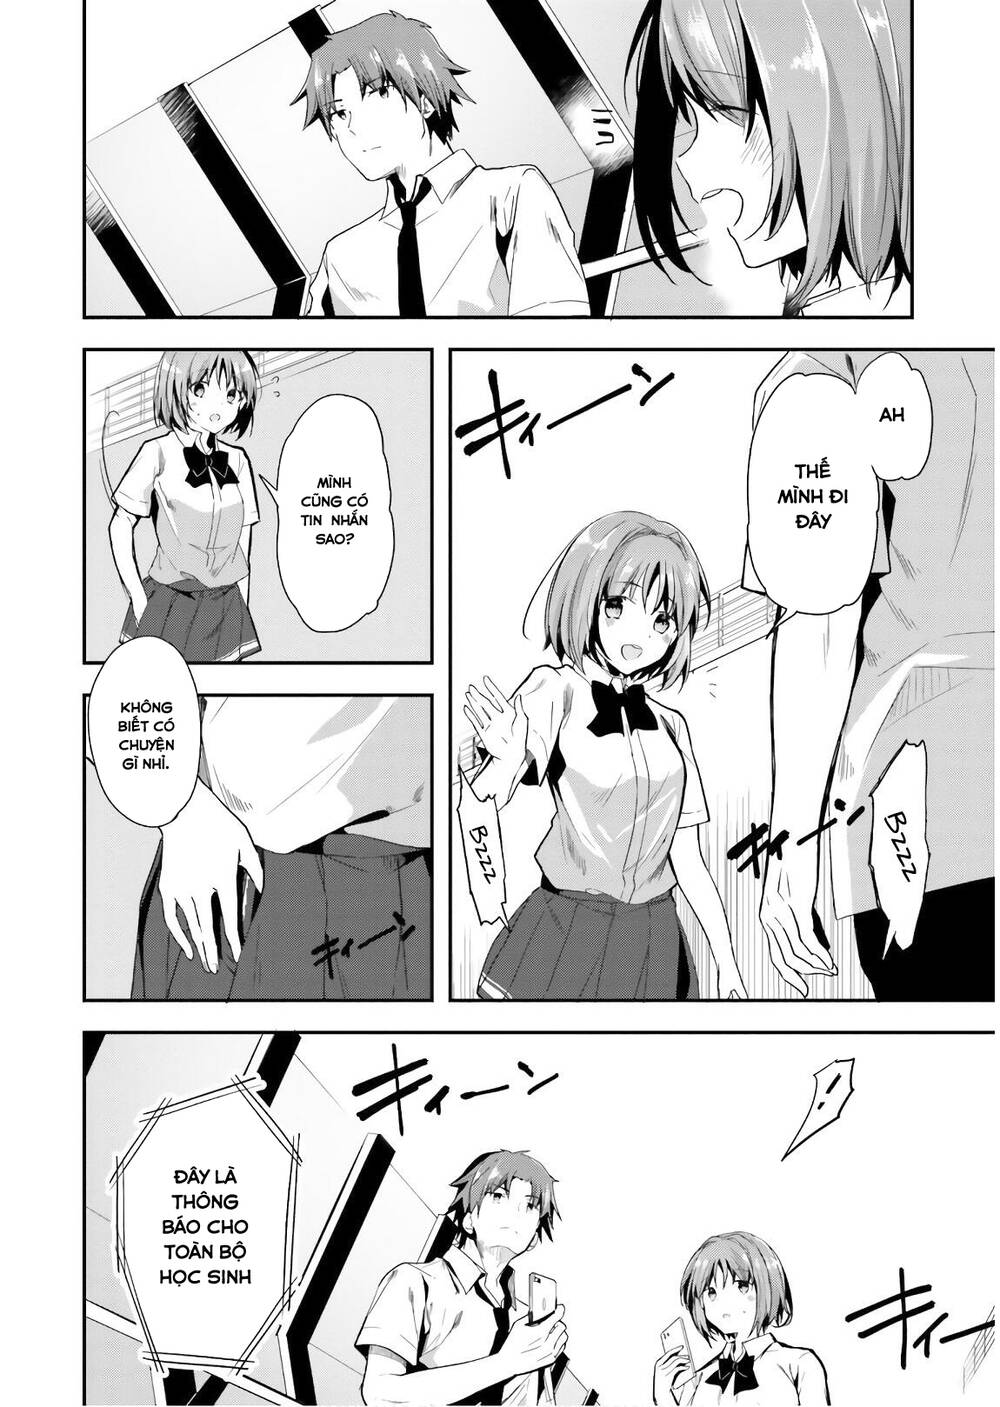 ミ
キィーン
AH
THẾ
MÌNH ĐI
ĐÂY
BZZZ
キィーン
BZZZ
MÌNH
CŨNG CÓ
TIN NHẮN
SAO?
KHÔNG
BIẾT CÓ
CHUYỆN
GÌ NHỈ.
キィーン
キィーン
...
キィーン
ĐÂY LÀ
THÔNG
BÁO CHO
TOÀN BỘ
HỌC SINH